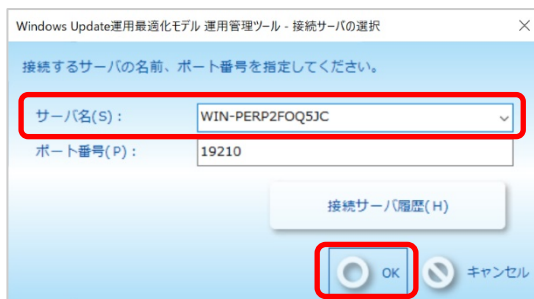 Windows Update運用最適化モデル 運用管理ツール - 接続サーバの選択
接続するサーバの名前、ポート番号を指定してください。
サーバ名(S)： WIN-PERP2FOQ5JC
ポート番号(P)： 19210
接続サーバ履歴(H)
OK キャンセル